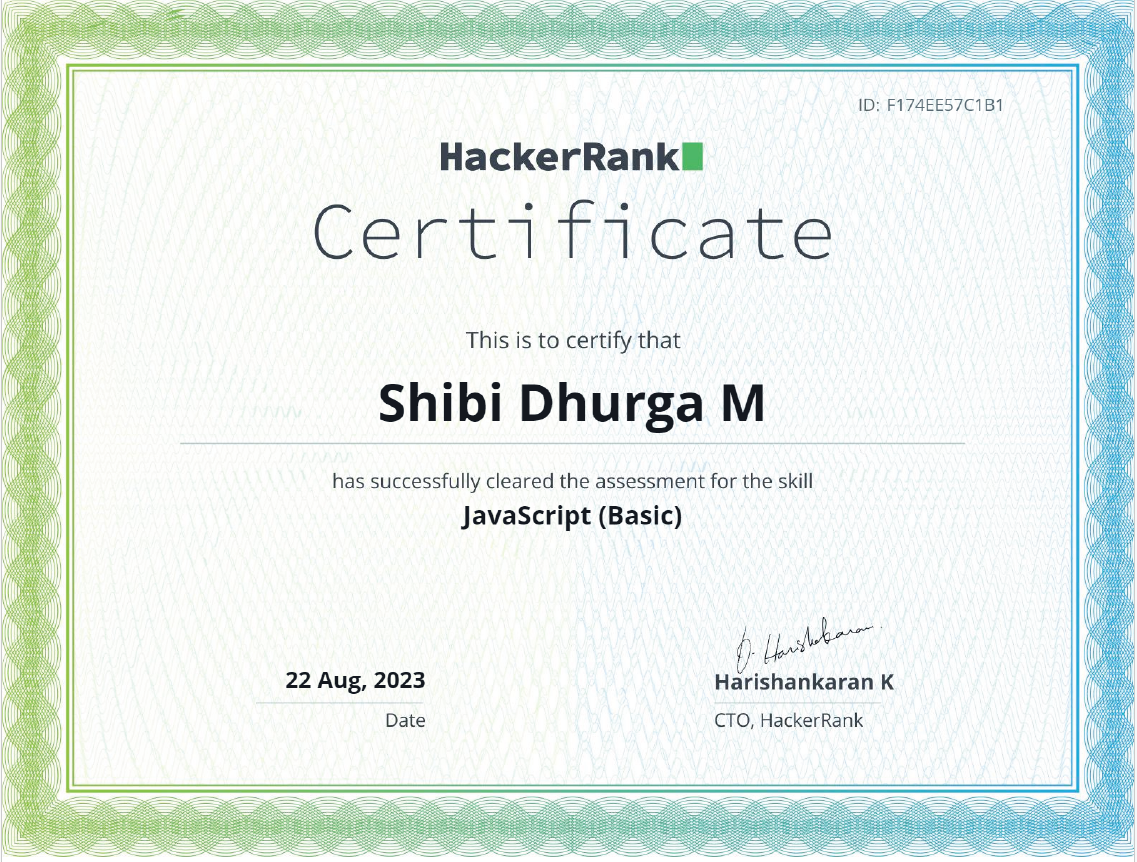 ID: F174EE57C1B1
HackerRank
Certificate
This is to certify that
Shibi Dhurga M
has successfully cleared the assessment for the skill
JavaScript (Basic)
22 Aug, 2023
Date
Harishankaran K
CTO, HackerRank